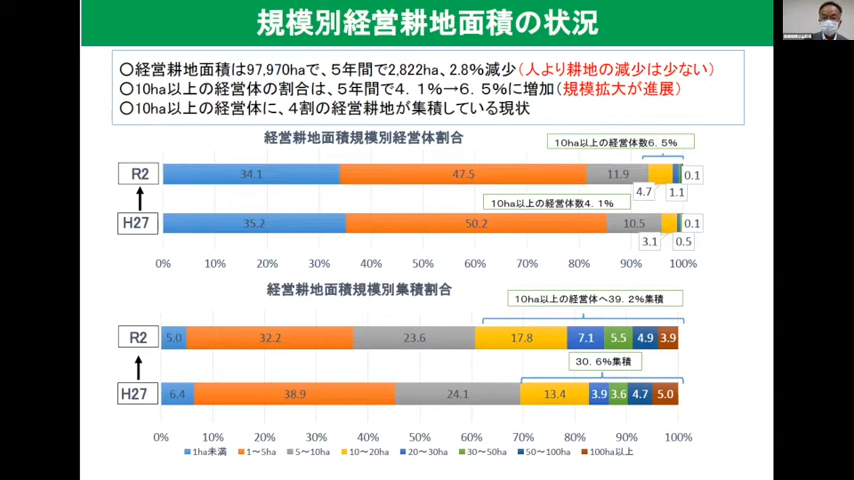 規模別経営耕地面積の状況
〇経営耕地面積は97,970haで、５年間で2,822ha、2.8％減少（人より耕地の減少は少ない）
〇10ha以上の経営体の割合は、５年間で４．１％→６．５％に増加（規模拡大が進展）
〇10ha以上の経営体に、４割の経営耕地が集積している現状
経営耕地面積規模別経営体割合
10ha以上の経営体数６．５％
R2
34.1
47.5
11.9
4.7
1.1
0.1
10ha以上の経営体数４．１％
H27
35.2
50.2
10.5
3.1
0.5
0.1
0% 10% 20% 30% 40% 50% 60% 70% 80% 90% 100%
経営耕地面積規模別集積割合
10ha以上の経営体へ39．２％集積
R2
5.0
32.2
23.6
17.8
7.1
5.5
4.9
3.9
30．６％集積
H27
6.4
38.9
24.1
13.4
3.9
3.6
4.7
5.0
0% 10% 20% 30% 40% 50% 60% 70% 80% 90% 100%
1ha未満 1～5ha 5～10ha 10～20ha 20～30ha 30～50ha 50～100ha 100ha以上